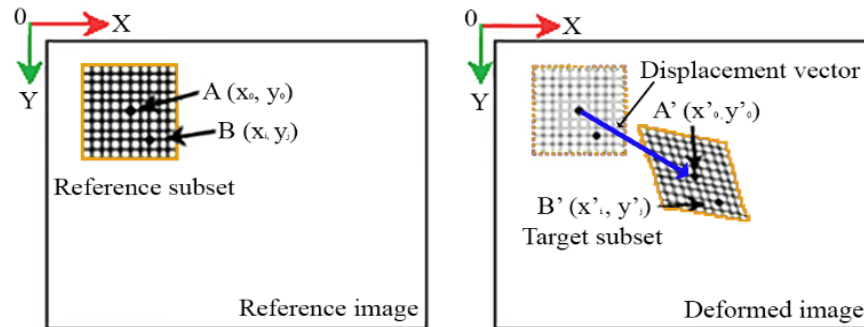 0
X
Y
A (x₀, y₀)
B (xᵢ, yⱼ)
Reference subset
Reference image
0
X
Y
Displacement vector
A’ (x’₀, y’₀)
B’ (x’ᵢ, y’ⱼ)
Target subset
Deformed image